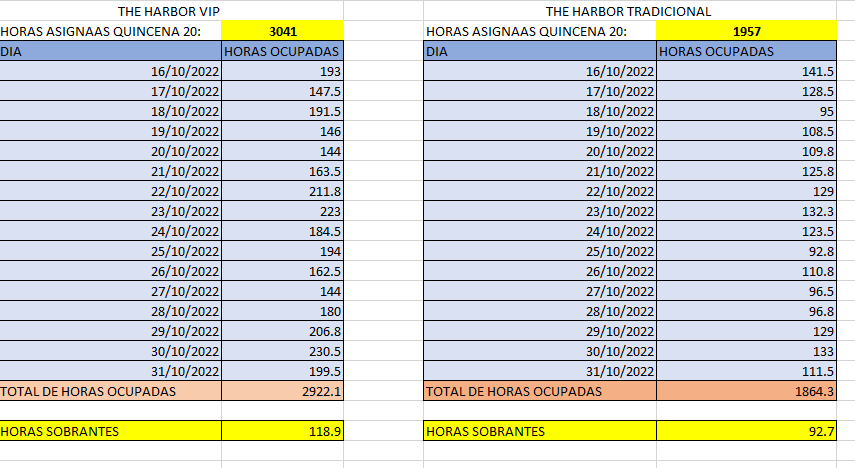 THE HARBOR VIP THE HARBOR TRADICIONAL
HORAS ASIGNAAS QUINCENA 20: 3041 HORAS ASIGNAAS QUINCENA 20: 1957
DIA HORAS OCUPADAS DIA HORAS OCUPADAS
16/10/2022 193 16/10/2022 141.5
17/10/2022 147.5 17/10/2022 128.5
18/10/2022 191.5 18/10/2022 95
19/10/2022 146 19/10/2022 108.5
20/10/2022 144 20/10/2022 109.8
21/10/2022 163.5 21/10/2022 125.8
22/10/2022 211.8 22/10/2022 129
23/10/2022 223 23/10/2022 132.3
24/10/2022 184.5 24/10/2022 123.5
25/10/2022 194 25/10/2022 92.8
26/10/2022 162.5 26/10/2022 110.8
27/10/2022 144 27/10/2022 96.5
28/10/2022 180 28/10/2022 96.8
29/10/2022 206.8 29/10/2022 129
30/10/2022 230.5 30/10/2022 133
31/10/2022 199.5 31/10/2022 111.5
TOTAL DE HORAS OCUPADAS 2922.1 TOTAL DE HORAS OCUPADAS 1864.3
HORAS SOBRANTES 118.9 HORAS SOBRANTES 92.7